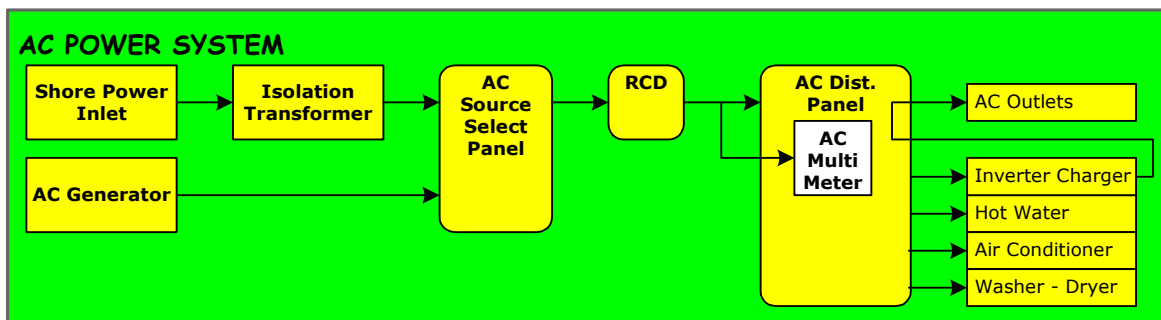 AC POWER SYSTEM
Shore Power
Inlet
Isolation
Transformer
AC
Source
Select
Panel
RCD
AC Dist.
Panel
AC
Multi
Meter
AC Outlets
Inverter Charger
Hot Water
Air Conditioner
Washer - Dryer
AC Generator